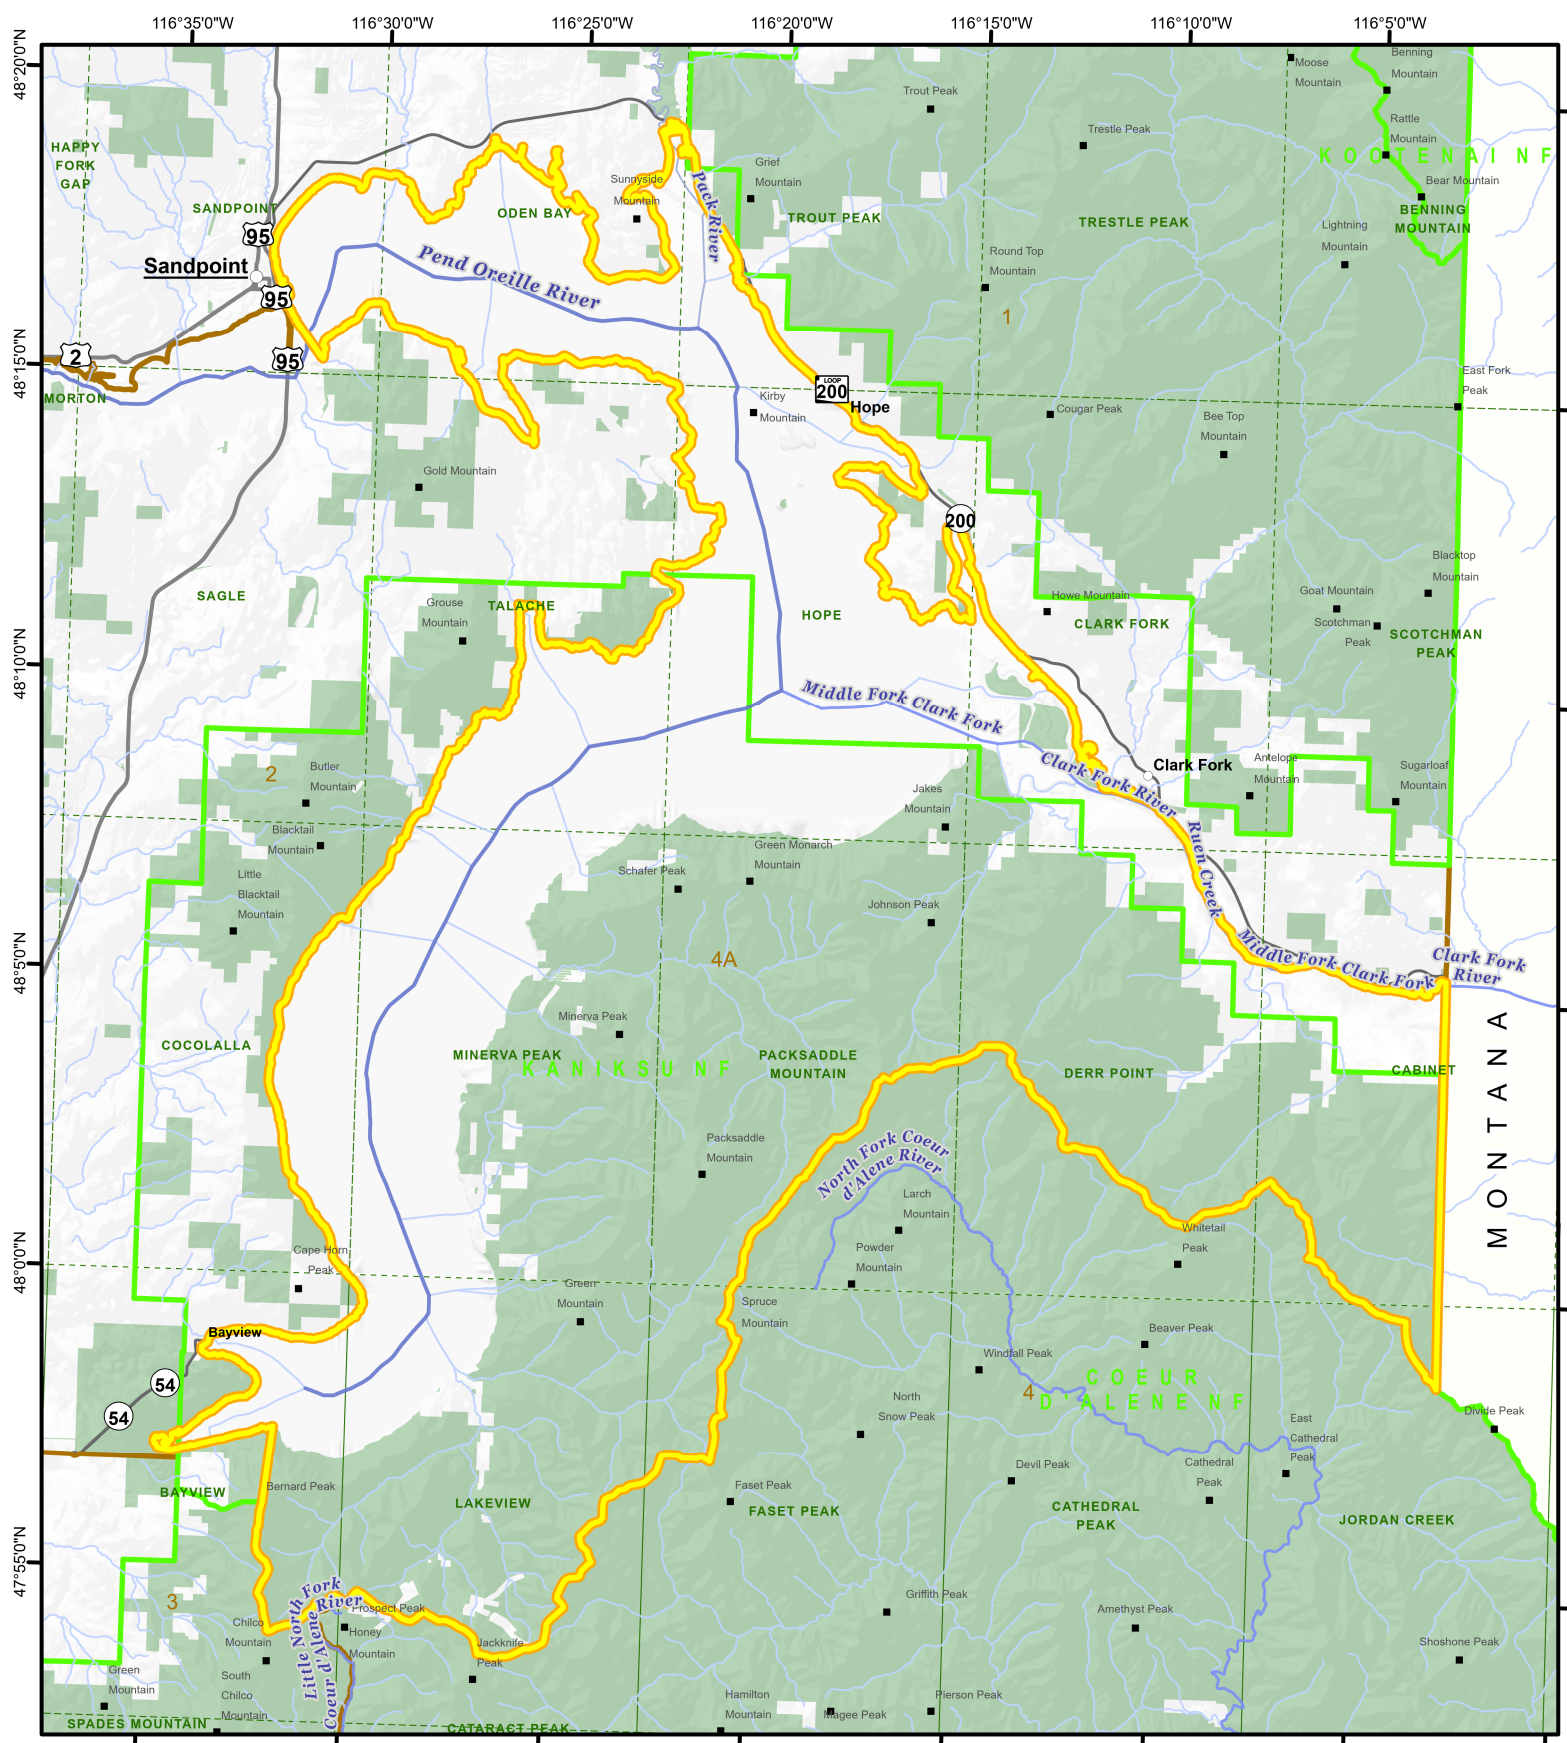 116°35'0"W
116°30'0"W
116°25'0"W
116°20'0"W
116°15'0"W
116°10'0"W
116°5'0"W
48°20'0"N
48°15'0"N
48°10'0"N
48°5'0"N
48°0'0"N
47°55'0"N
Moose
Mountain
Benning
Mountain
Trout Peak
Rattle
Mountain
Trestle Peak
KOOTENAI NF
HAPPY
FORK
GAP
Grief
Mountain
Sunnyside
Mountain
Bear Mountain
SANDPOINT
ODEN BAY
TROUT PEAK
TRESTLE PEAK
BENNING
MOUNTAIN
Pack River
95
Lightning
Mountain
Round Top
Mountain
Sandpoint
Pend Oreille River
95
1
2
95
MORTON
LOOP
200
Hope
Kirby
Mountain
Cougar Peak
Bee Top
Mountain
East Fork
Peak
Gold Mountain
200
Blacktop
Mountain
SAGLE
Grouse
Mountain
TALACHE
HOPE
Howe Mountain
CLARK FORK
Goat Mountain
Scotchman
Peak
SCOTCHMAN
PEAK
Middle Fork Clark Fork
2
Butler
Mountain
Clark Fork River
Clark Fork
Antelope
Mountain
Sugarloaf
Mountain
Jakes
Mountain
Blacktail
Mountain
Green Monarch
Mountain
Schafer Peak
Ruen Creek
Little
Blacktail
Mountain
Johnson Peak
4A
Middle Fork Clark Fork
Clark Fork
River
Minerva Peak
COCOLALLA
MINERVA PEAK
KANIKSU NF
PACKSADDLE
MOUNTAIN
DERR POINT
CABINET
MONTANA
Packsaddle
Mountain
North Fork Coeur
d'Alene River
Larch
Mountain
Whitetail
Peak
Cape Horn
Peak
Powder
Mountain
Green
Mountain
Spruce
Mountain
Bayview
Beaver Peak
Windfall Peak
54
54
COEUR
D'ALENE NF
4
North
Snow Peak
East
Cathedral
Peak
Divide Peak
Devil Peak
Cathedral
Peak
BAYVIEW
Bernard Peak
LAKEVIEW
Faset Peak
FASET PEAK
CATHEDRAL
PEAK
JORDAN CREEK
3
Little North Fork
Coeur d'Alene River
Prospect Peak
Honey
Mountain
Chilco
Mountain
Jackknife
Peak
Griffith Peak
Amethyst Peak
Shoshone Peak
Green
Mountain
South
Chilco
Mountain
Hamilton
Mountain
Magee Peak
Pierson Peak
SPADES MOUNTAIN
CATARACT PEAK